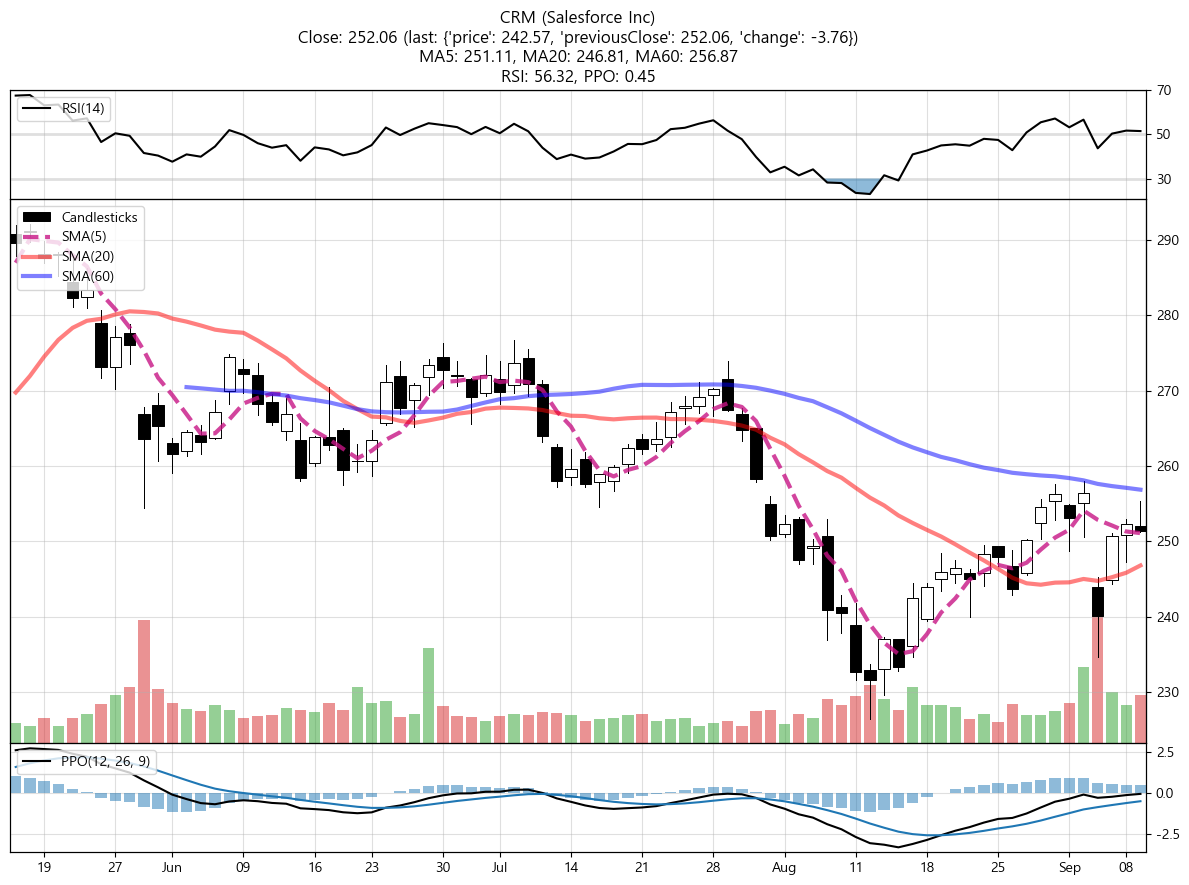 CRM (Salesforce Inc)
Close: 252.06 (last: {'price': 242.57, 'previousClose': 252.06, 'change': -3.76})
MA5: 251.11, MA20: 246.81, MA60: 256.87
RSI: 56.32, PPO: 0.45
RSI(14)
70
50
30
Candlesticks
SMA(5)
SMA(20)
SMA(60)
290
280
270
260
250
240
230
PPO(12, 26, 9)
2.5
0.0
−2.5
19 27 Jun 09 16 23 Jul 14 21 28 Aug 11 18 25 Sep 08